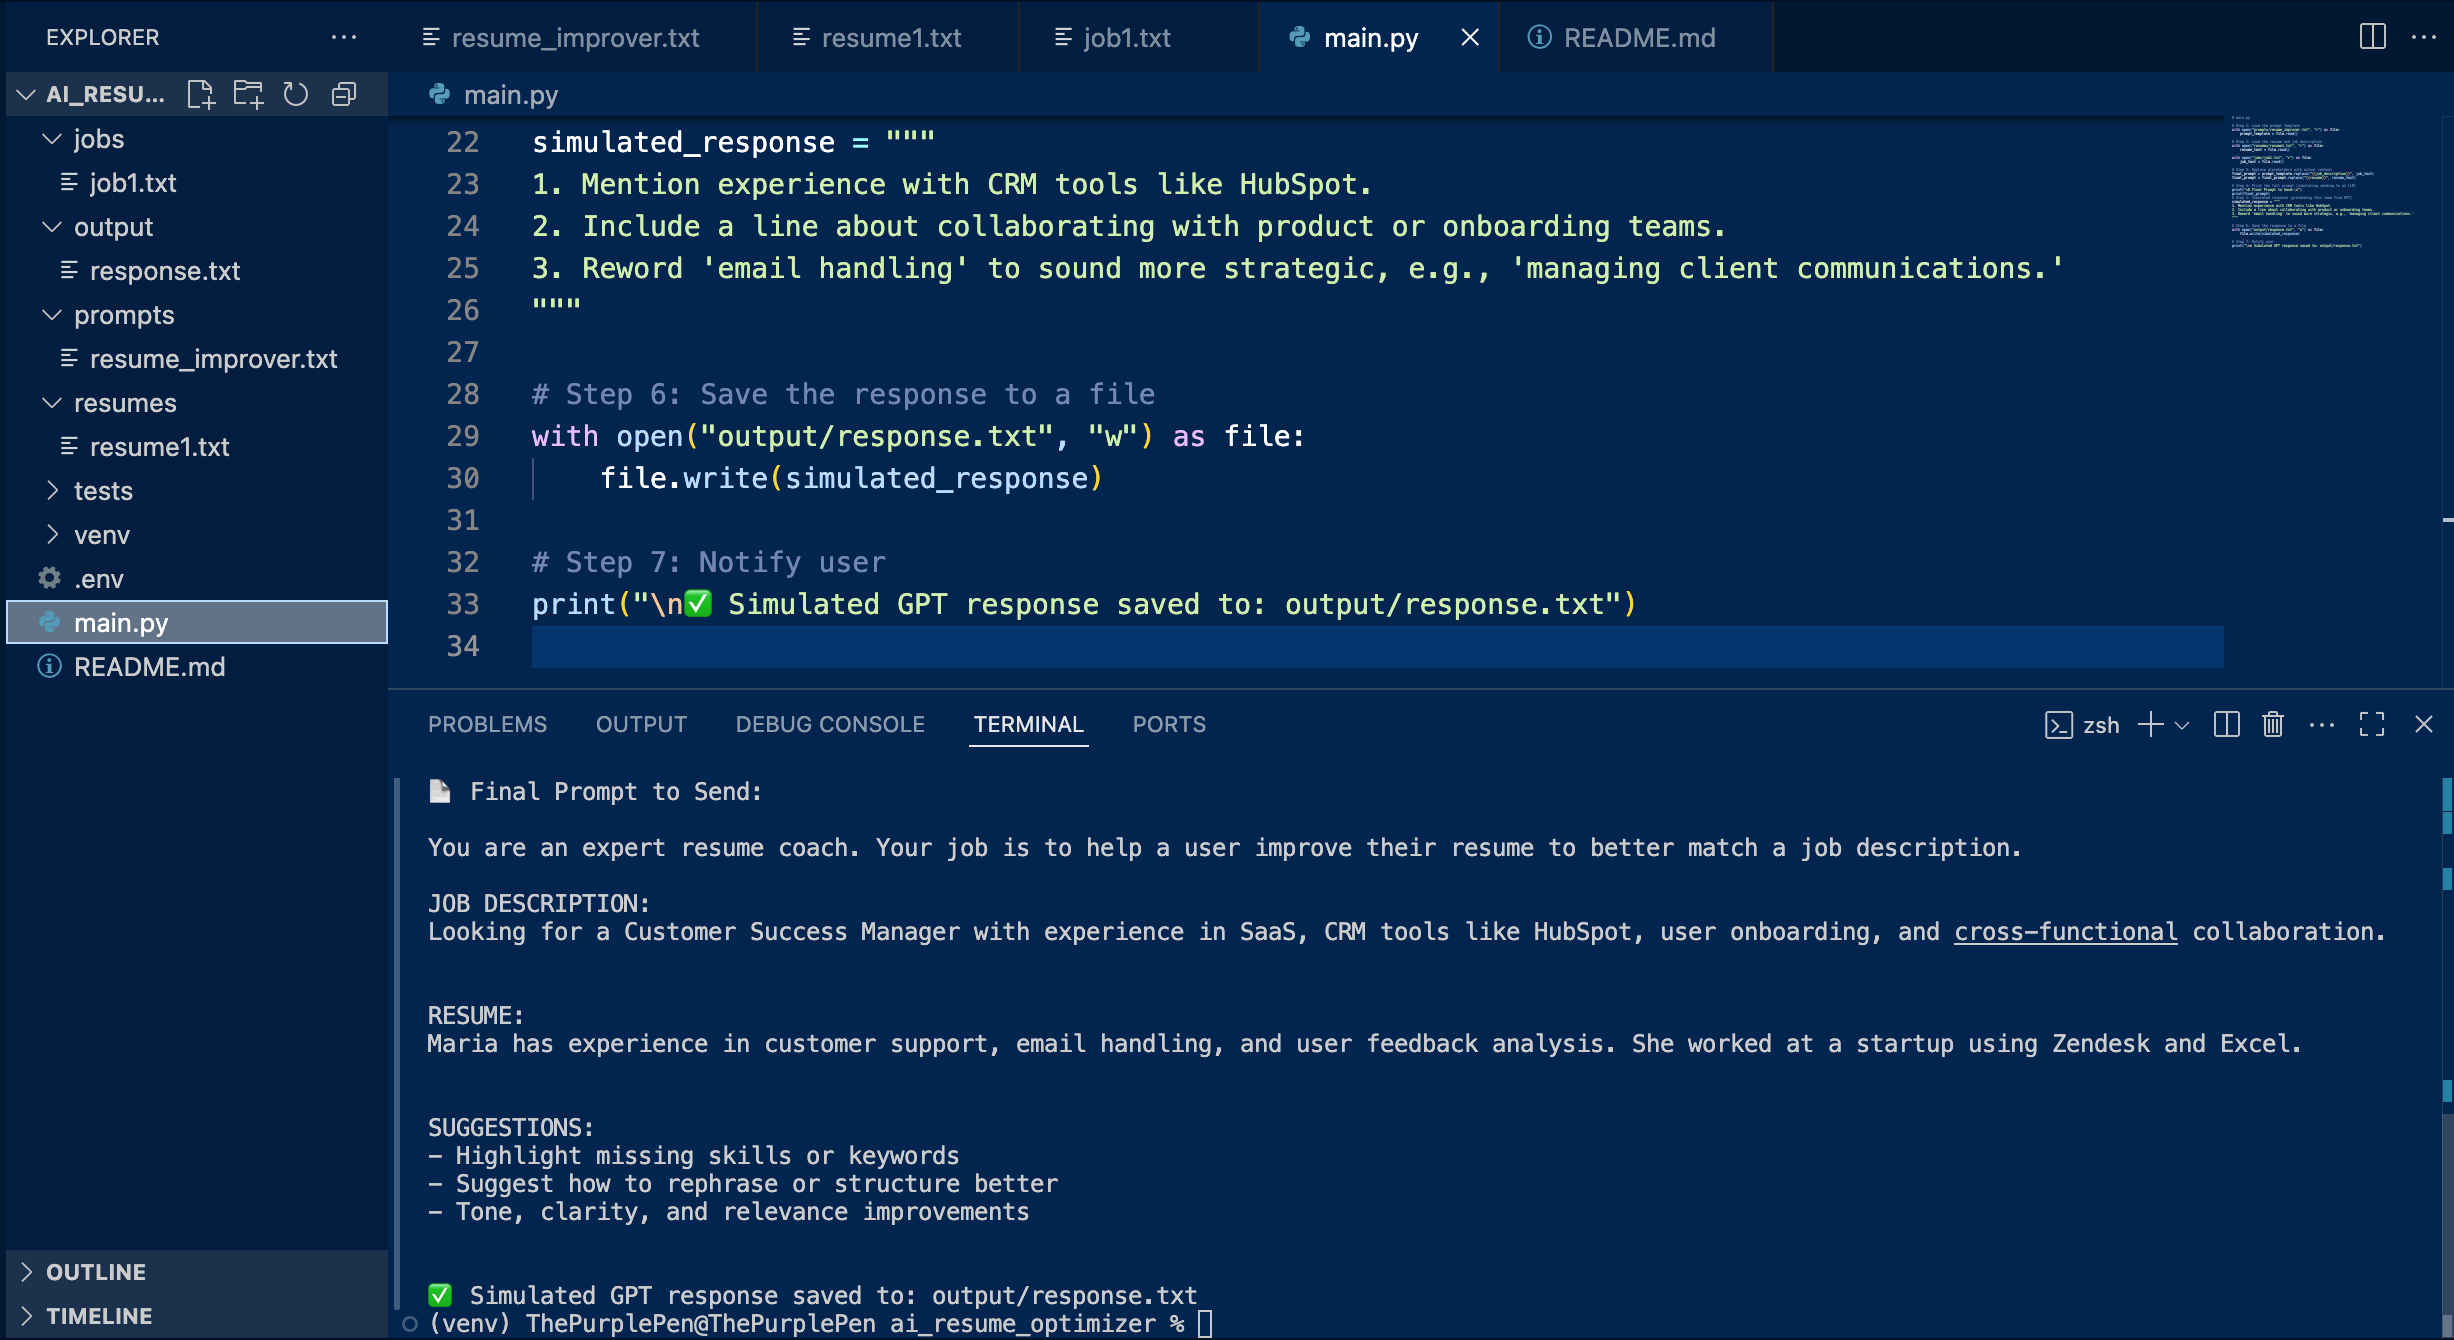 EXPLORER
resume_improver.txt
resume1.txt
job1.txt
main.py
README.md
AI_RESU...
main.py
jobs
job1.txt
output
response.txt
prompts
resume_improver.txt
resumes
resume1.txt
tests
venv
.env
main.py
README.md
OUTLINE
TIMELINE
22 simulated_response = """
23 1. Mention experience with CRM tools like HubSpot.
24 2. Include a line about collaborating with product or onboarding teams.
25 3. Reword 'email handling' to sound more strategic, e.g., 'managing client communications.'
26 """
27
28 # Step 6: Save the response to a file
29 with open("output/response.txt", "w") as file:
30 file.write(simulated_response)
31
32 # Step 7: Notify user
33 print("\n✅ Simulated GPT response saved to: output/response.txt")
34
PROBLEMS OUTPUT DEBUG CONSOLE TERMINAL PORTS
zsh
📄 Final Prompt to Send:
You are an expert resume coach. Your job is to help a user improve their resume to better match a job description.
JOB DESCRIPTION:
Looking for a Customer Success Manager with experience in SaaS, CRM tools like HubSpot, user onboarding, and cross-functional collaboration.
RESUME:
Maria has experience in customer support, email handling, and user feedback analysis. She worked at a startup using Zendesk and Excel.
SUGGESTIONS:
- Highlight missing skills or keywords
- Suggest how to rephrase or structure better
- Tone, clarity, and relevance improvements
✅ Simulated GPT response saved to: output/response.txt
(venv) ThePurplePen@ThePurplePen ai_resume_optimizer %